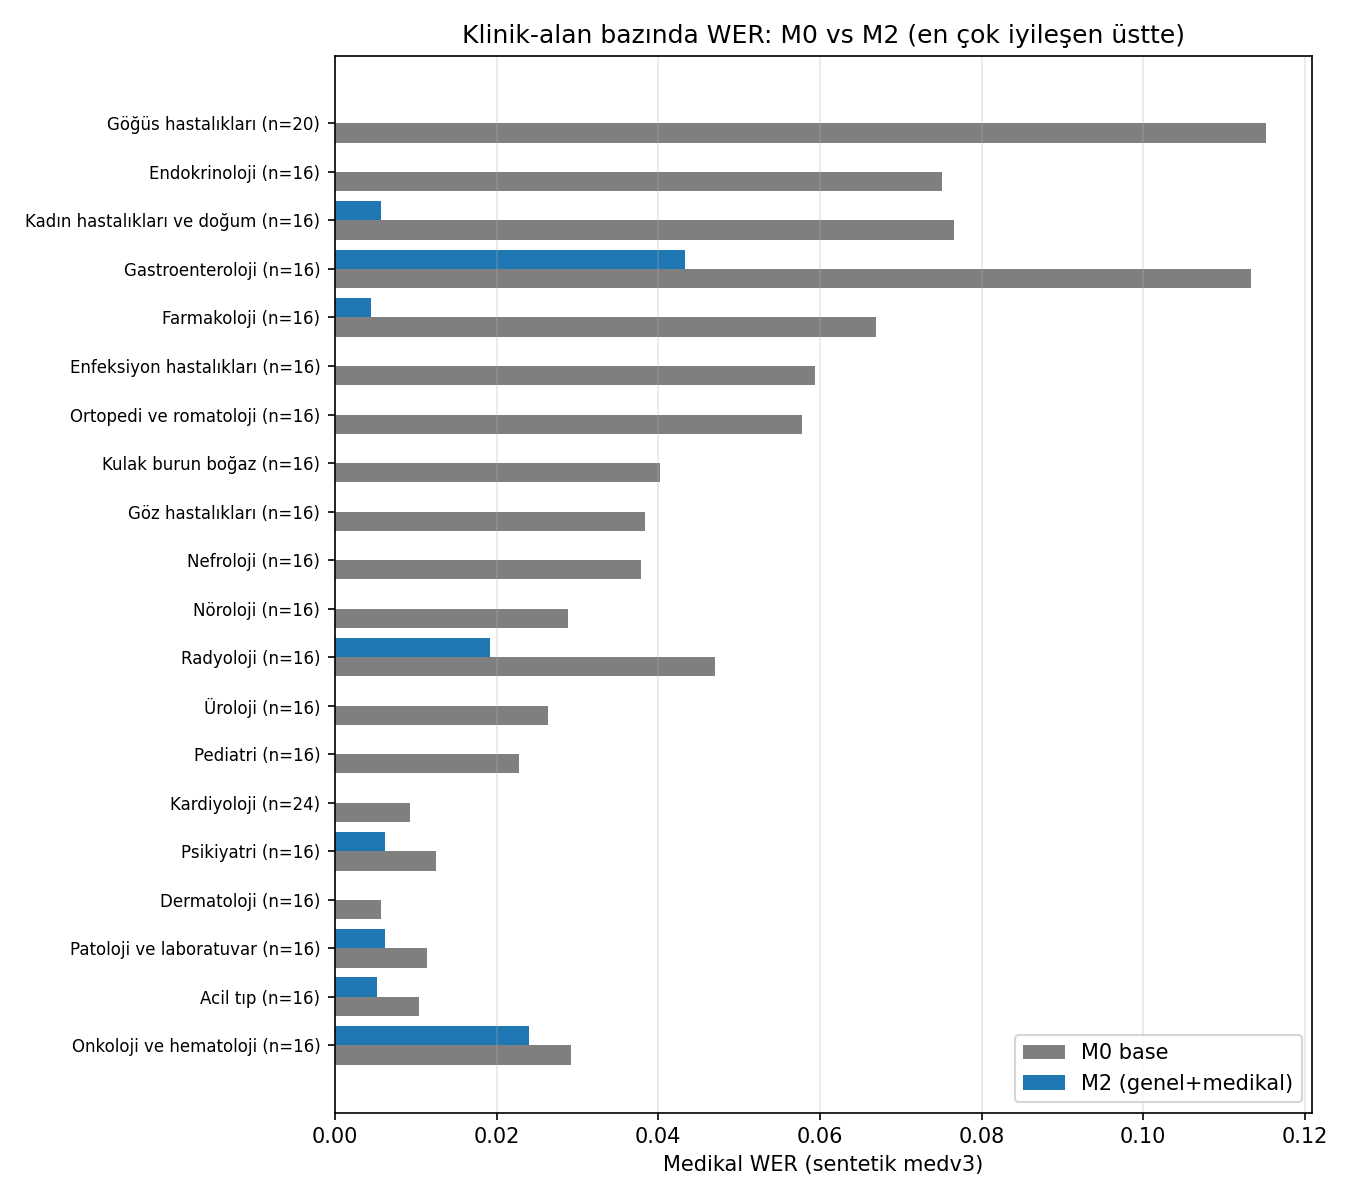 Klinik-alan bazında WER: M0 vs M2 (en çok iyileşen üstte)
Göğüs hastalıkları (n=20)
Endokrinoloji (n=16)
Kadın hastalıkları ve doğum (n=16)
Gastroenteroloji (n=16)
Farmakoloji (n=16)
Enfeksiyon hastalıkları (n=16)
Ortopedi ve romatoloji (n=16)
Kulak burun boğaz (n=16)
Göz hastalıkları (n=16)
Nefroloji (n=16)
Nöroloji (n=16)
Radyoloji (n=16)
Üroloji (n=16)
Pediatri (n=16)
Kardiyoloji (n=24)
Psikiyatri (n=16)
Dermatoloji (n=16)
Patoloji ve laboratuvar (n=16)
Acil tıp (n=16)
Onkoloji ve hematoloji (n=16)
M0 base
M2 (genel+medikal)
0.00 0.02 0.04 0.06 0.08 0.10 0.12
Medikal WER (sentetik medv3)